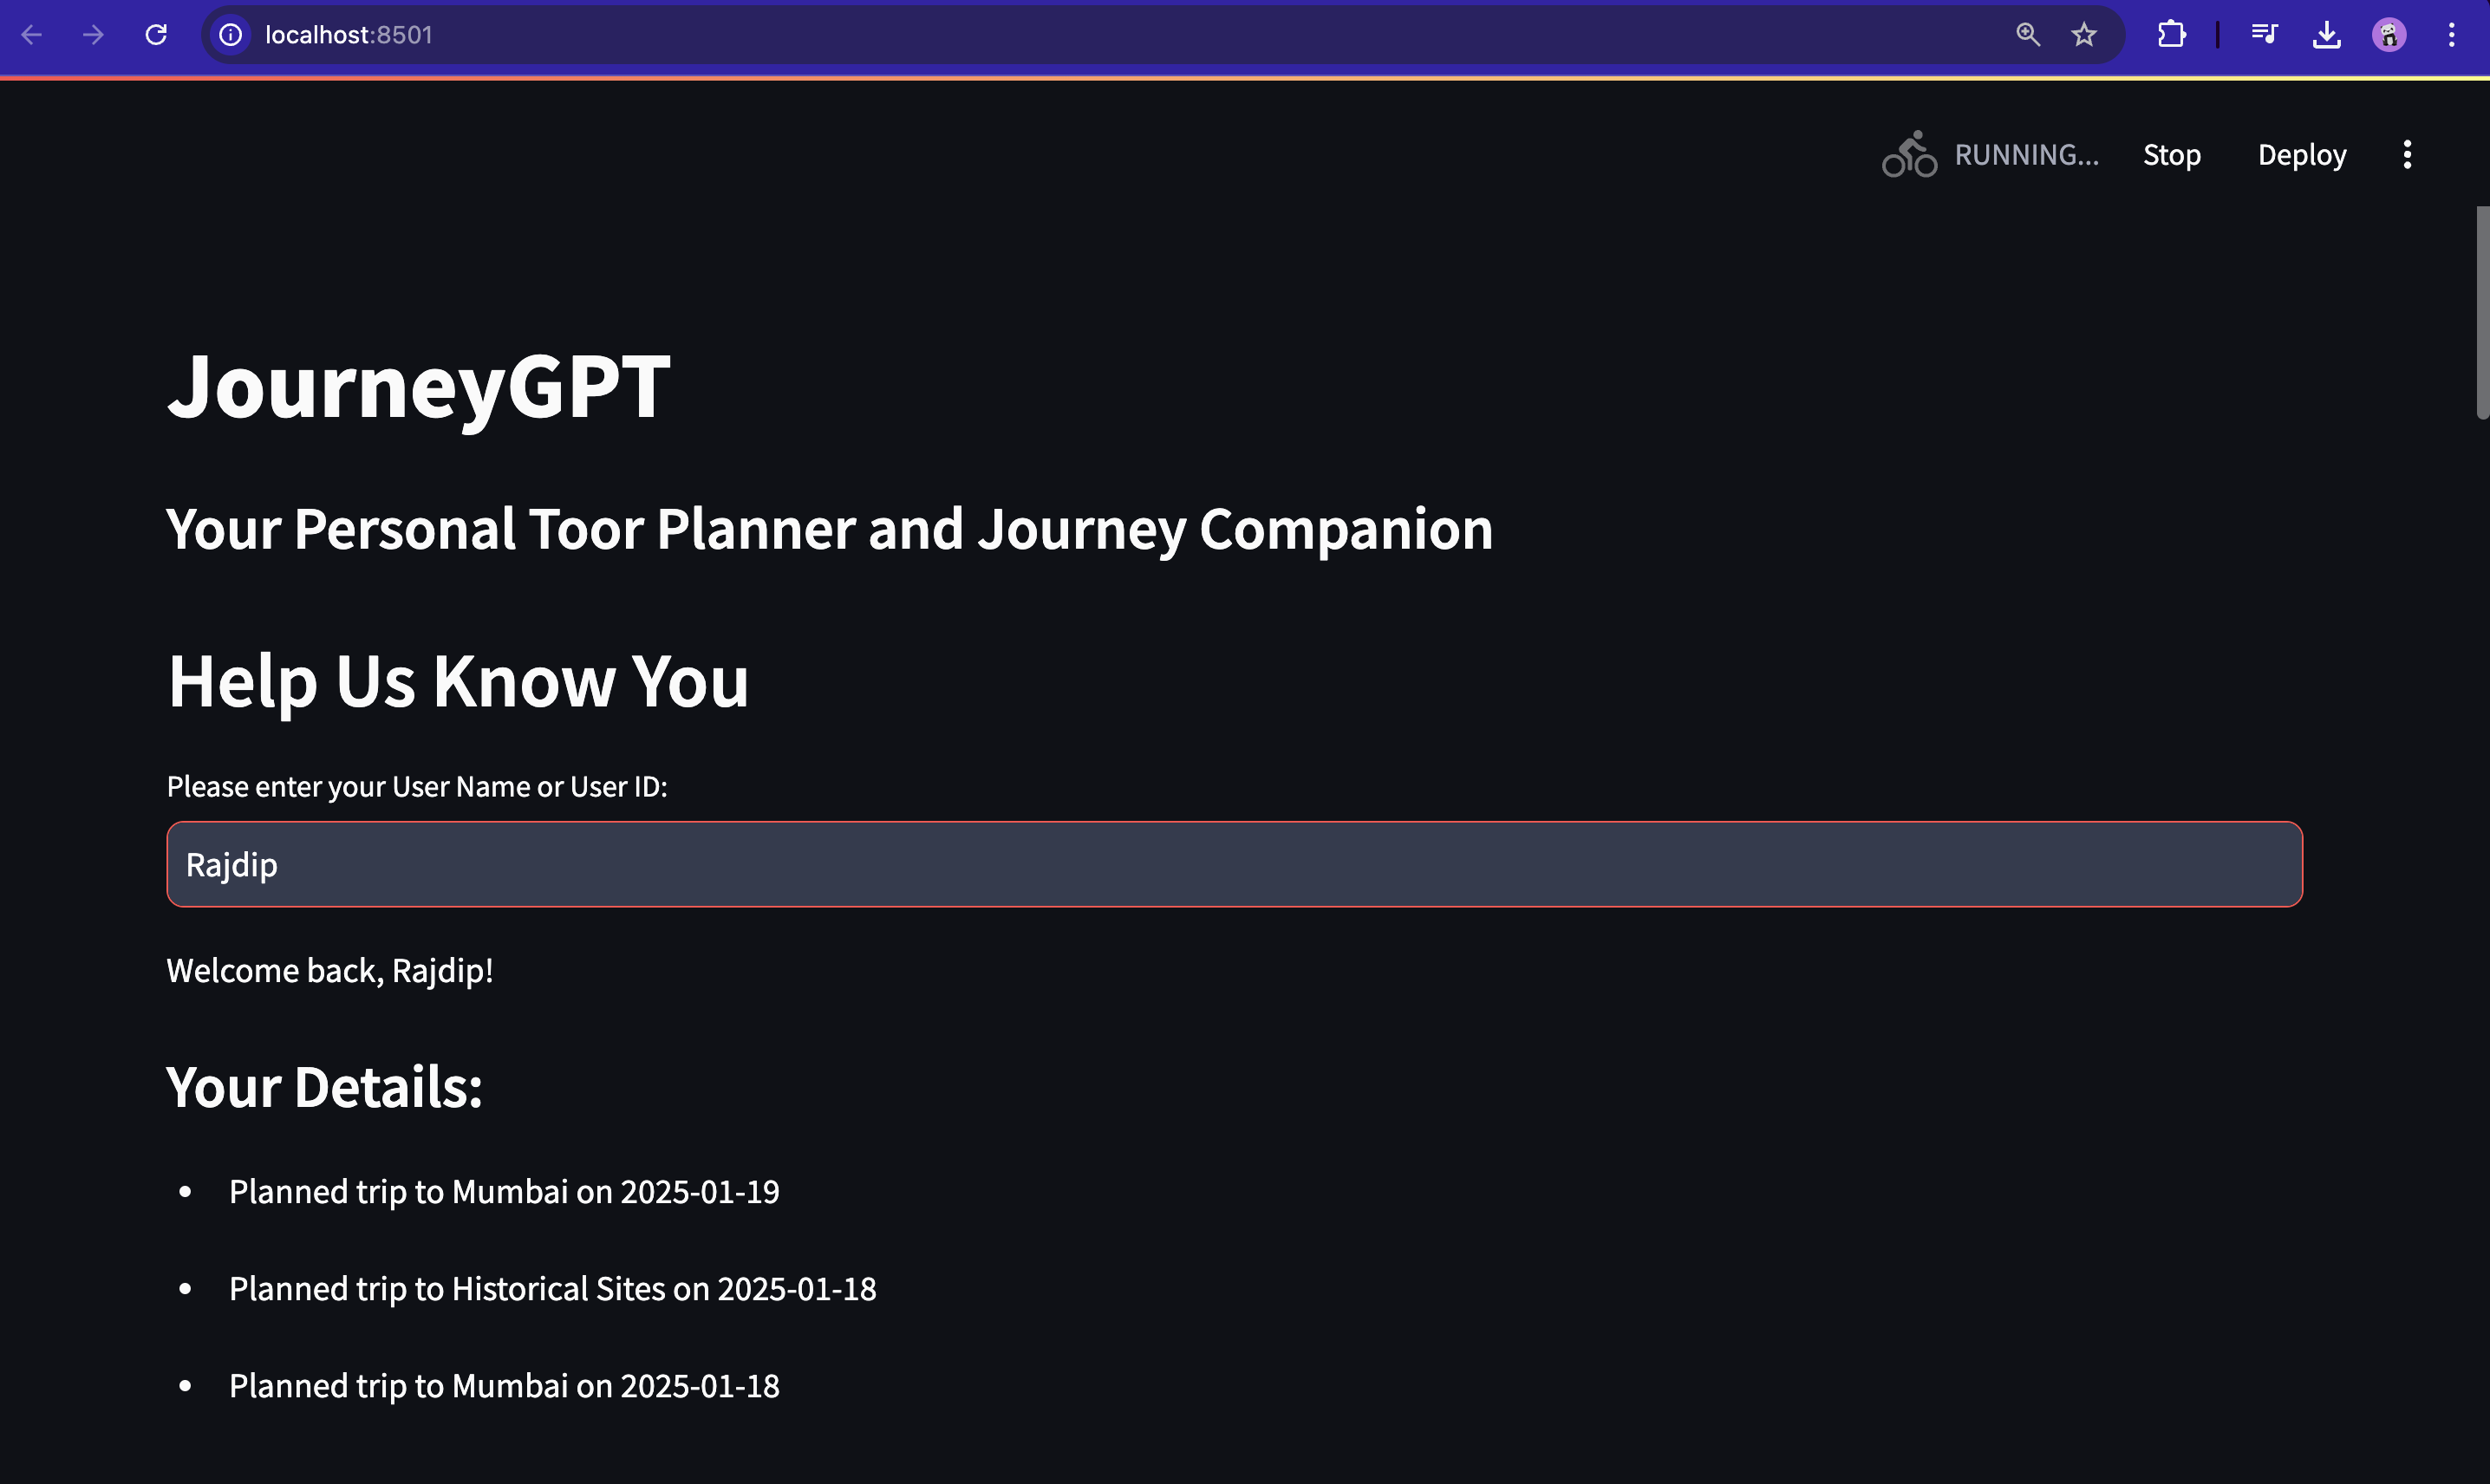 localhost:8501
RUNNING... Stop Deploy
JourneyGPT
Your Personal Toor Planner and Journey Companion
Help Us Know You
Please enter your User Name or User ID:
Rajdip
Welcome back, Rajdip!
Your Details:
• Planned trip to Mumbai on 2025-01-19
• Planned trip to Historical Sites on 2025-01-18
• Planned trip to Mumbai on 2025-01-18